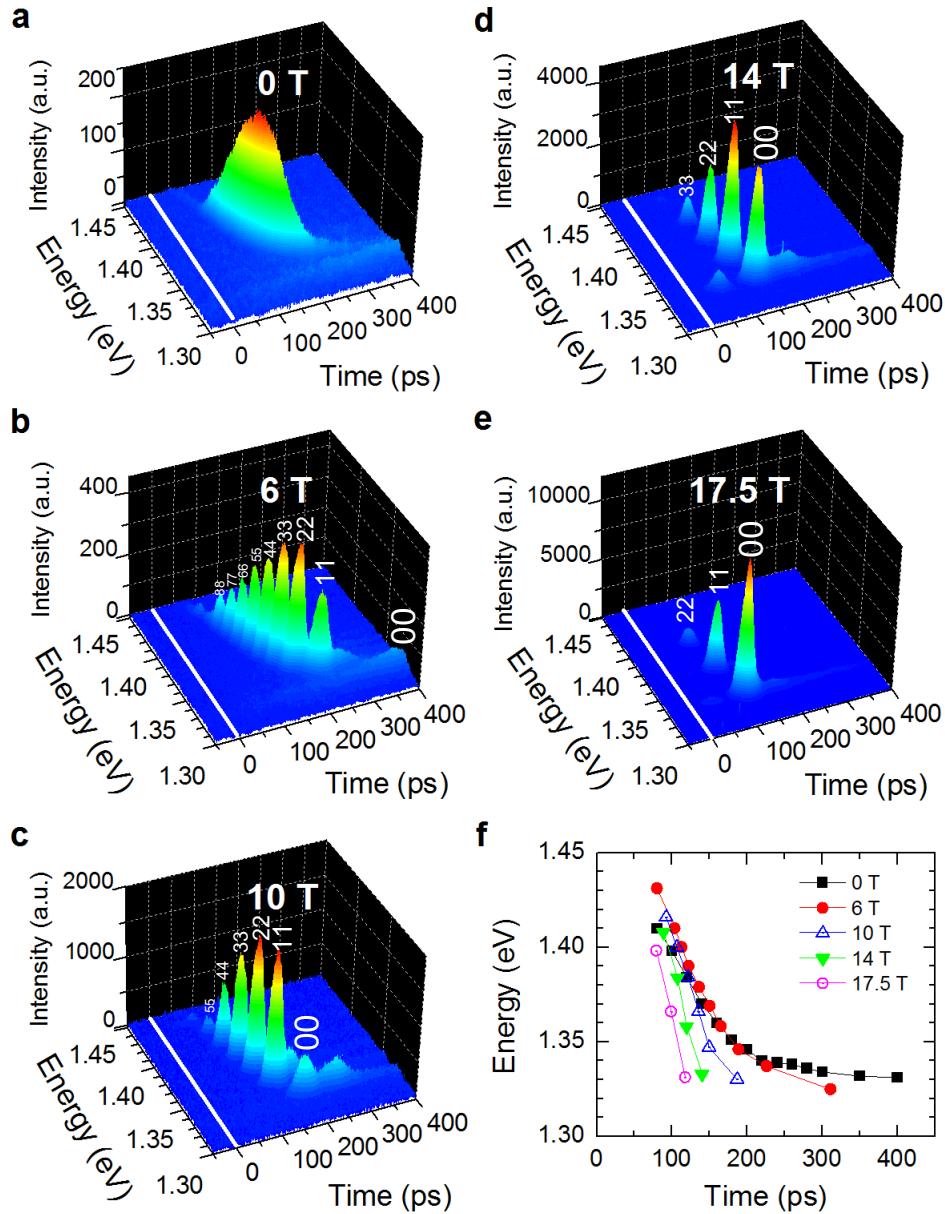 a
0 T
Intensity (a.u.)
200
100
0
1.45
1.40
1.35
1.30
Energy (eV)
0
100
200
300
400
Time (ps)
b
6 T
Intensity (a.u.)
400
200
0
88
77
66
55
44
33
22
11
00
1.45
1.40
1.35
1.30
Energy (eV)
0
100
200
300
400
Time (ps)
c
10 T
Intensity (a.u.)
2000
1000
0
55
44
33
22
11
00
1.45
1.40
1.35
1.30
Energy (eV)
0
100
200
300
400
Time (ps)
d
14 T
Intensity (a.u.)
4000
2000
0
33
22
11
00
1.45
1.40
1.35
1.30
Energy (eV)
0
100
200
300
400
Time (ps)
e
17.5 T
Intensity (a.u.)
10000
5000
0
22
11
00
1.45
1.40
1.35
1.30
Energy (eV)
0
100
200
300
400
Time (ps)
f
1.45
1.40
1.35
1.30
Energy (eV)
0 T
6 T
10 T
14 T
17.5 T
0
100
200
300
400
Time (ps)